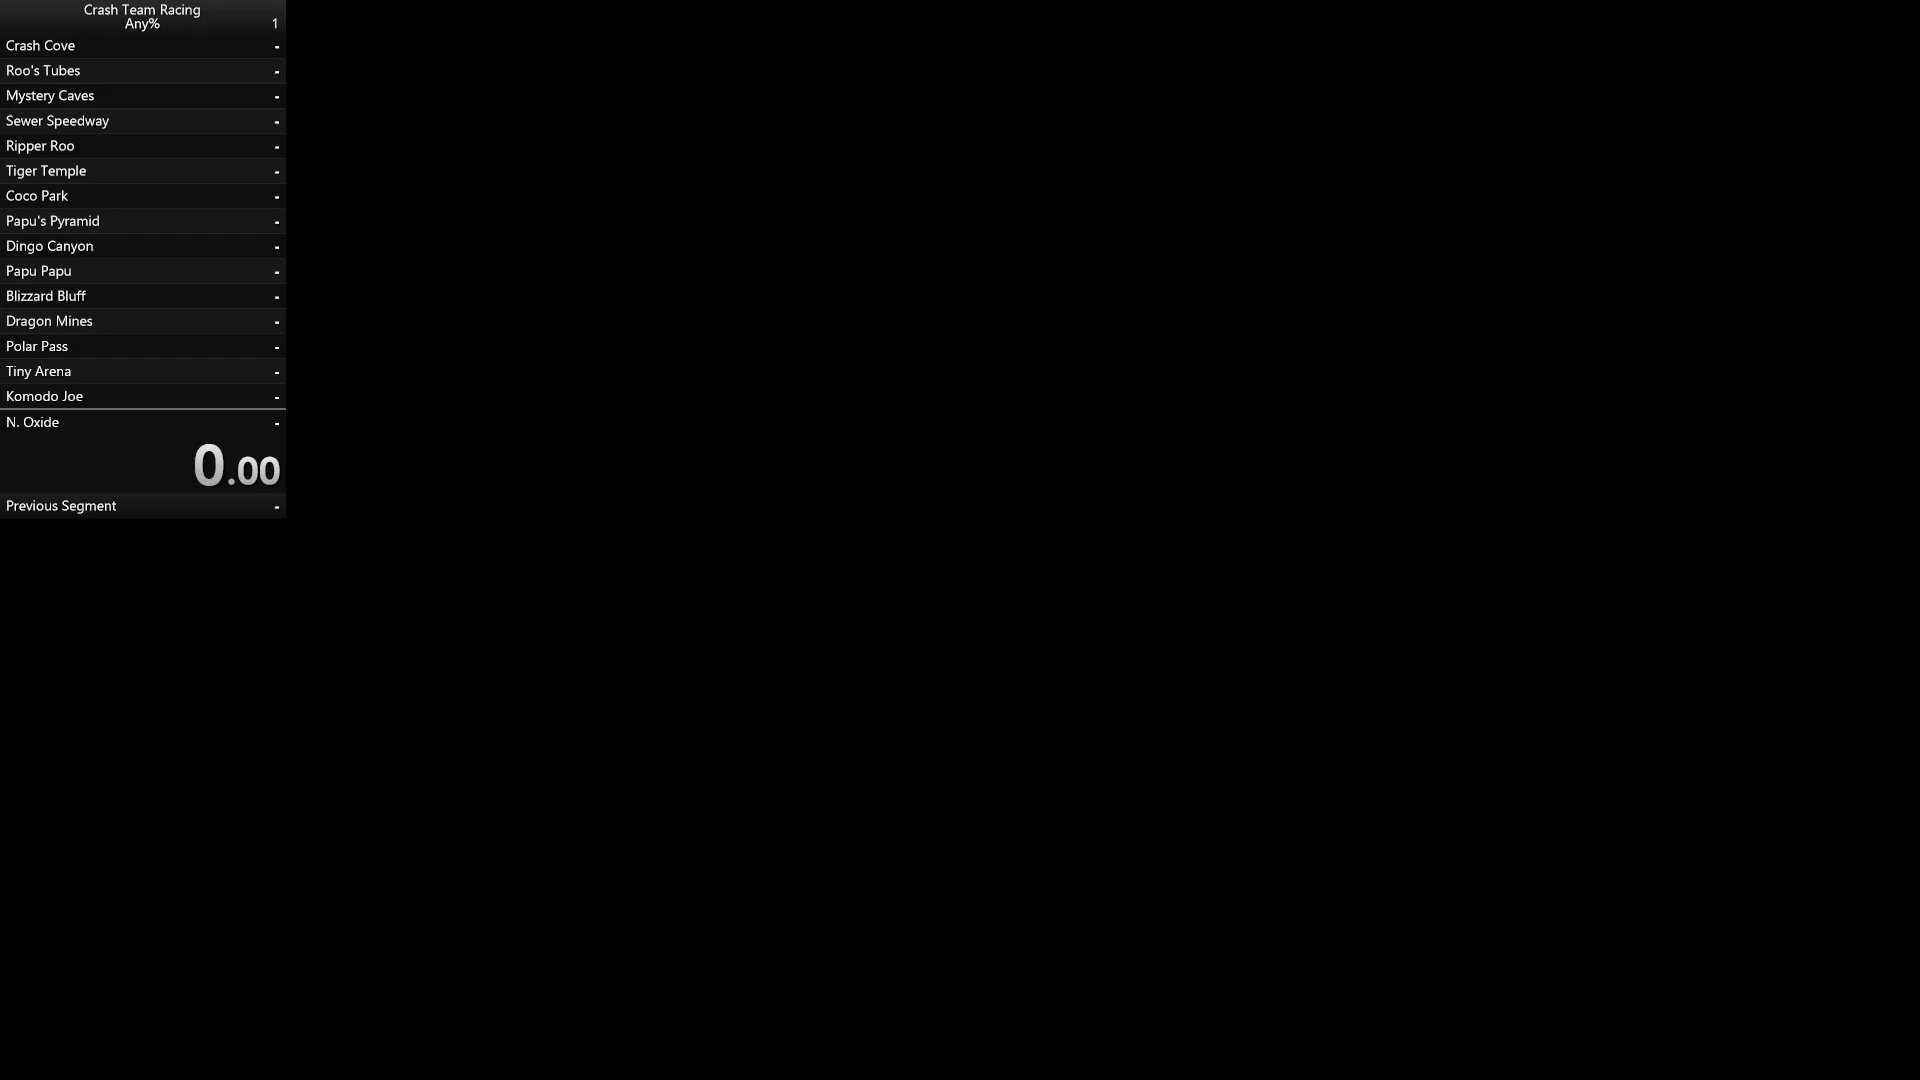 Crash Team Racing
Any% 1
Crash Cove -
Roo's Tubes -
Mystery Caves -
Sewer Speedway -
Ripper Roo -
Tiger Temple -
Coco Park -
Papu's Pyramid -
Dingo Canyon -
Papu Papu -
Blizzard Bluff -
Dragon Mines -
Polar Pass -
Tiny Arena -
Komodo Joe -
N. Oxide -
0.00
Previous Segment -